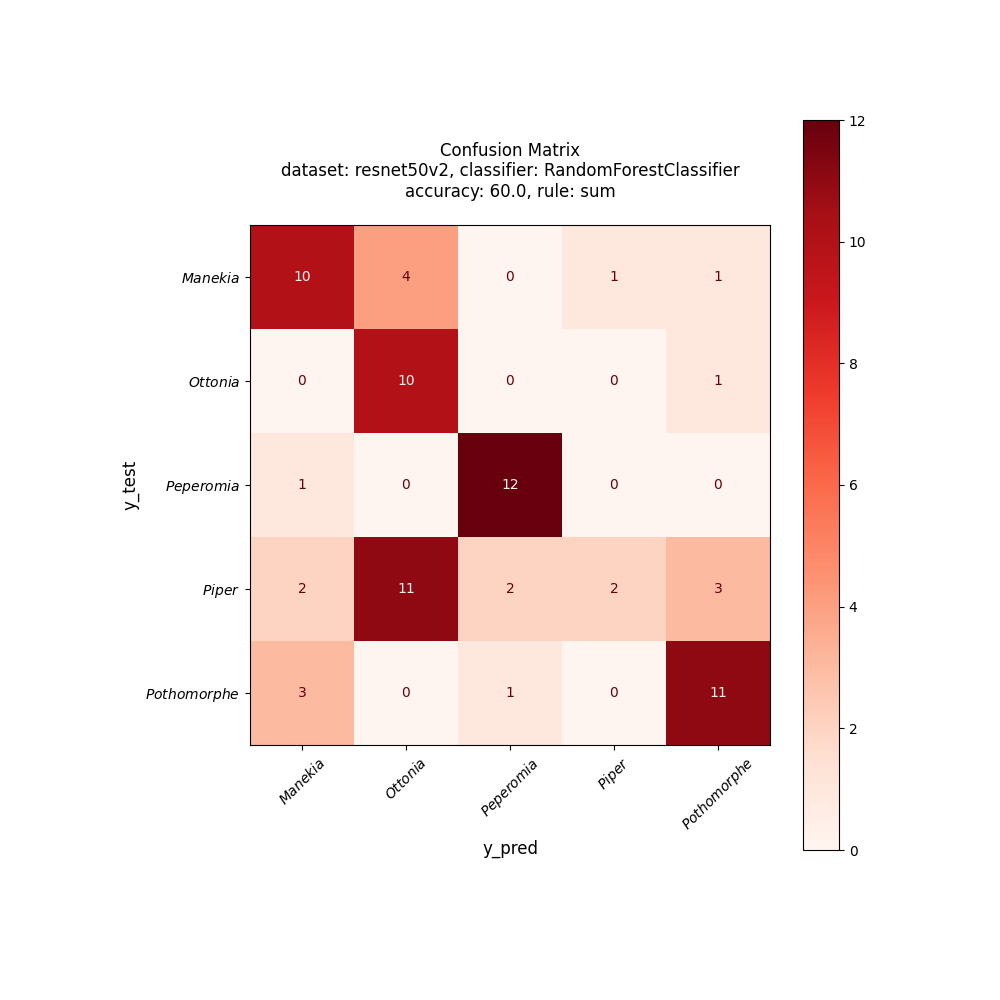 Confusion Matrix
dataset: resnet50v2, classifier: RandomForestClassifier
accuracy: 60.0, rule: sum
12
10
8
6
4
2
0
y_test
Manekia 10 4 0 1 1
Ottonia 0 10 0 0 1
Peperomia 1 0 12 0 0
Piper 2 11 2 2 3
Pothomorphe 3 0 1 0 11
Manekia Ottonia Peperomia Piper Pothomorphe
y_pred